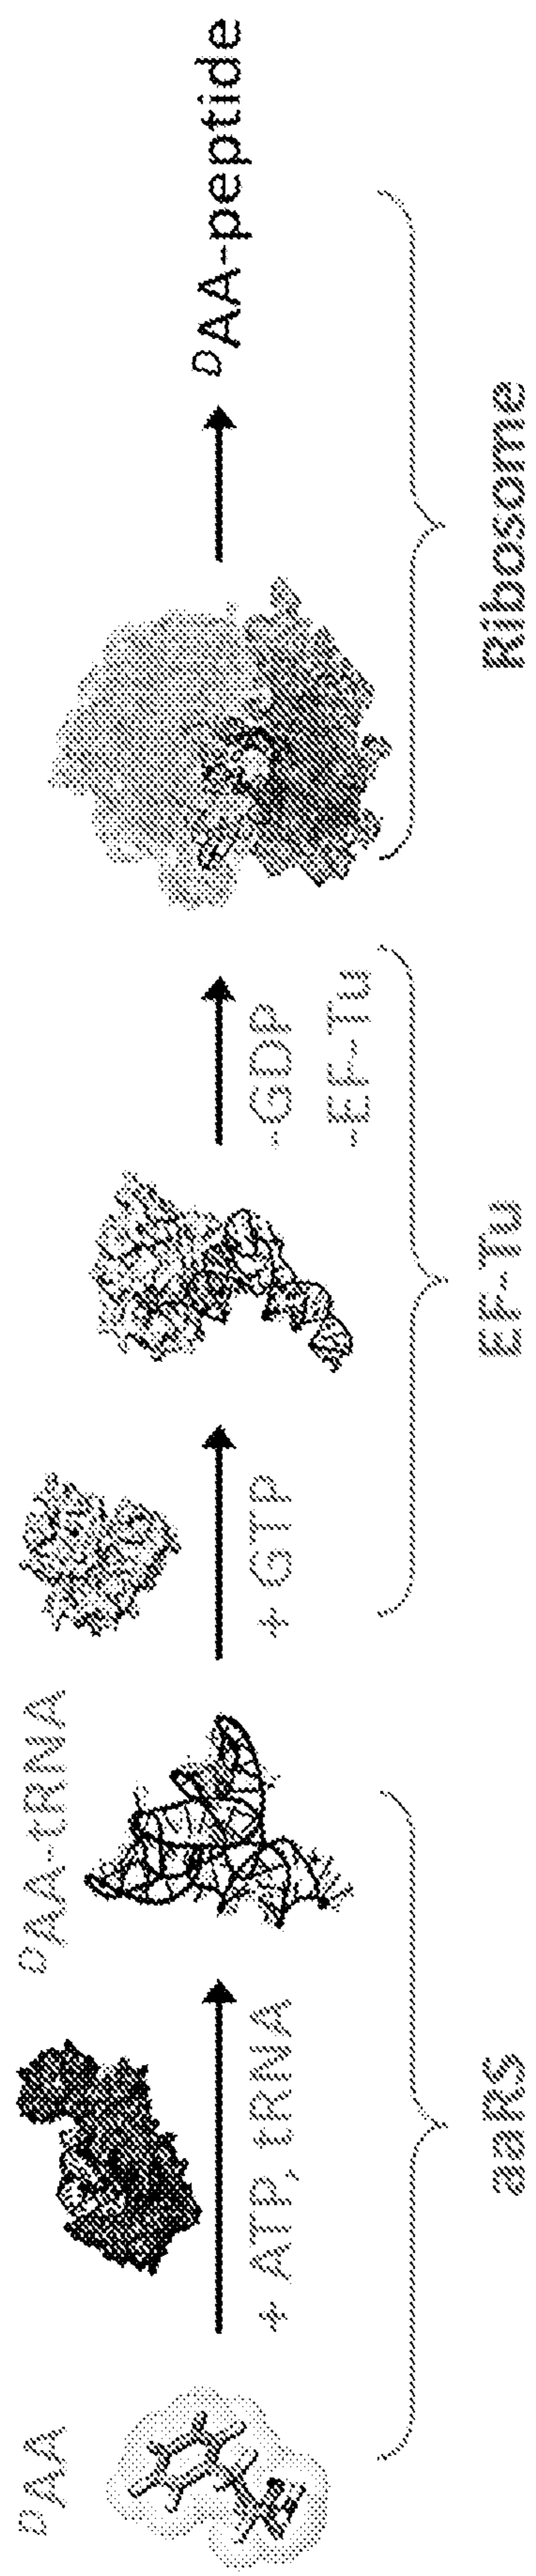 ᴰAA
+ ATP, tRNA
ᴰAA-tRNA
+ GTP
-GDP
-EF-Tu
ᴰAA-peptide
aaRS
EF-Tu
Ribosome